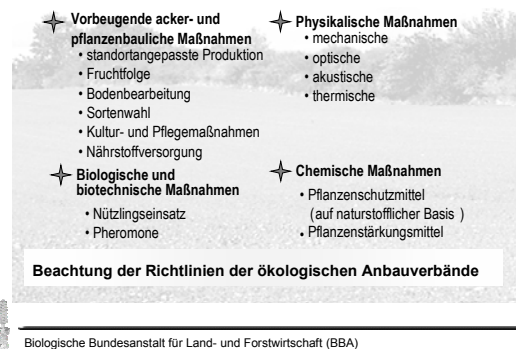 Vorbeugende acker- und
pflanzenbauliche Maßnahmen
• standortangepasste Produktion
• Fruchtfolge
• Bodenbearbeitung
• Sortenwahl
• Kultur- und Pflegemaßnahmen
• Nährstoffversorgung
Biologische und
biotechnische Maßnahmen
• Nützlingseinsatz
• Pheromone
Physikalische Maßnahmen
• mechanische
• optische
• akustische
• thermische
Chemische Maßnahmen
• Pflanzenschutzmittel
(auf naturstofflicher Basis )
• Pflanzenstärkungsmittel
Beachtung der Richtlinien der ökologischen Anbauverbände
Biologische Bundesanstalt für Land- und Forstwirtschaft (BBA)